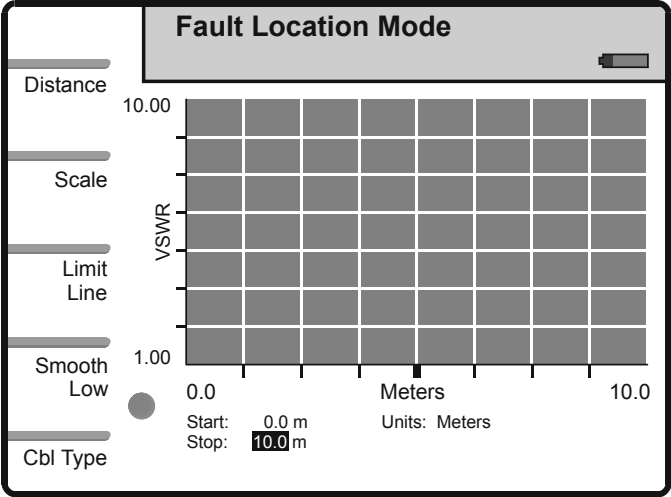 Fault Location Mode
Distance
Scale
Limit
Line
Smooth
Low
Cbl Type
10.00
VSWR
1.00
0.0
Meters
10.0
Start: 0.0 m
Units: Meters
Stop: 10.0 m